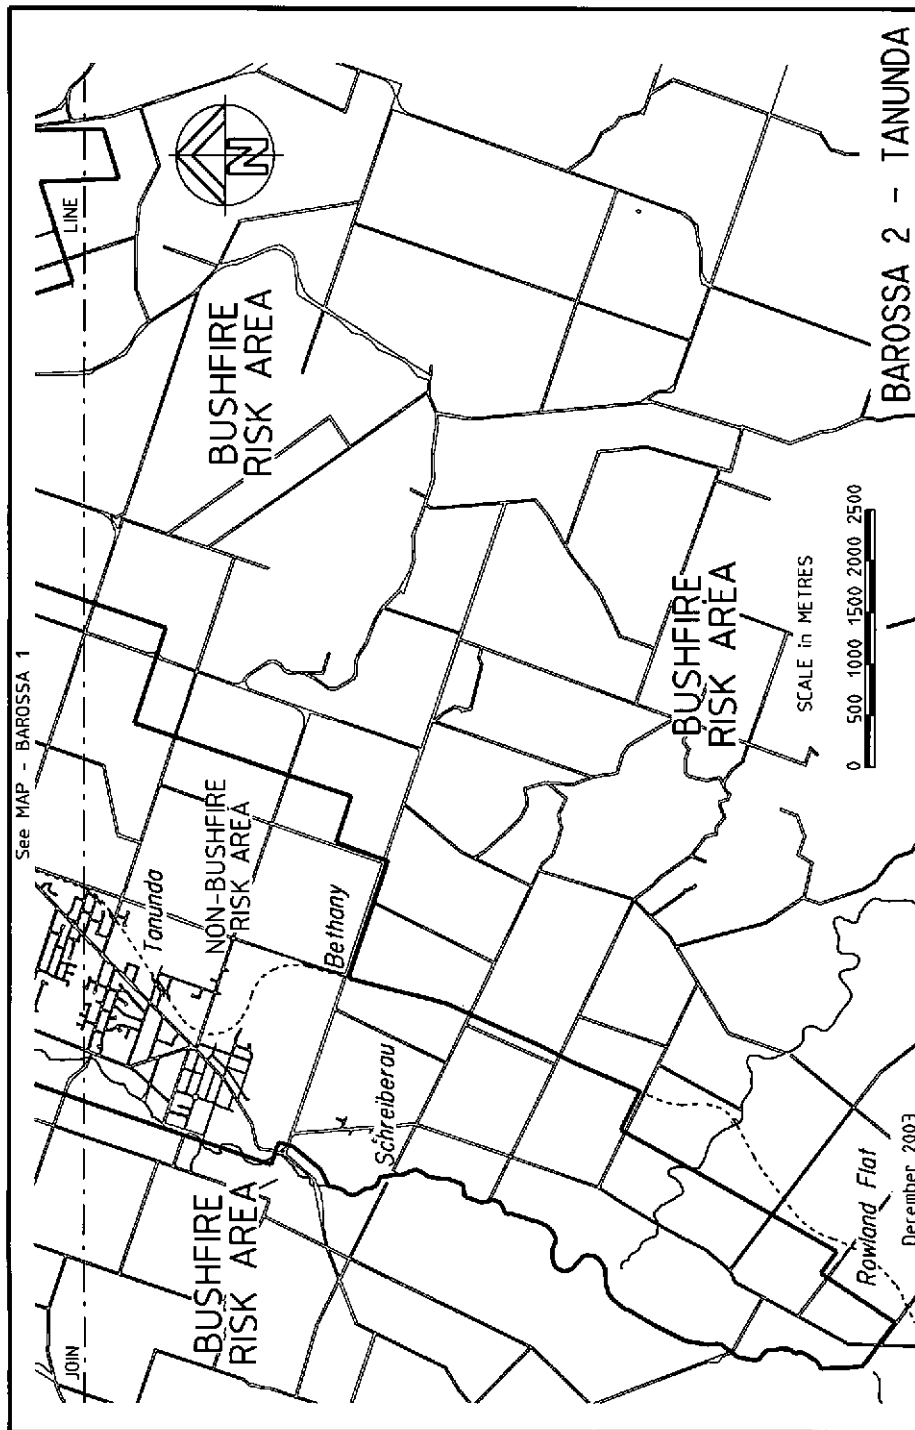 See MAP - BAROSSA 1
JOIN
LINE
N
BUSHFIRE
RISK AREA
BUSHFIRE
RISK AREA
Tanunda
NON-BUSHFIRE
RISK AREA
Bethany
Schreiberau
BUSHFIRE
RISK AREA
Rowland Flat
SCALE in METRES
0 500 1000 1500 2000 2500
December 2003
BAROSSA 2 - TANUNDA